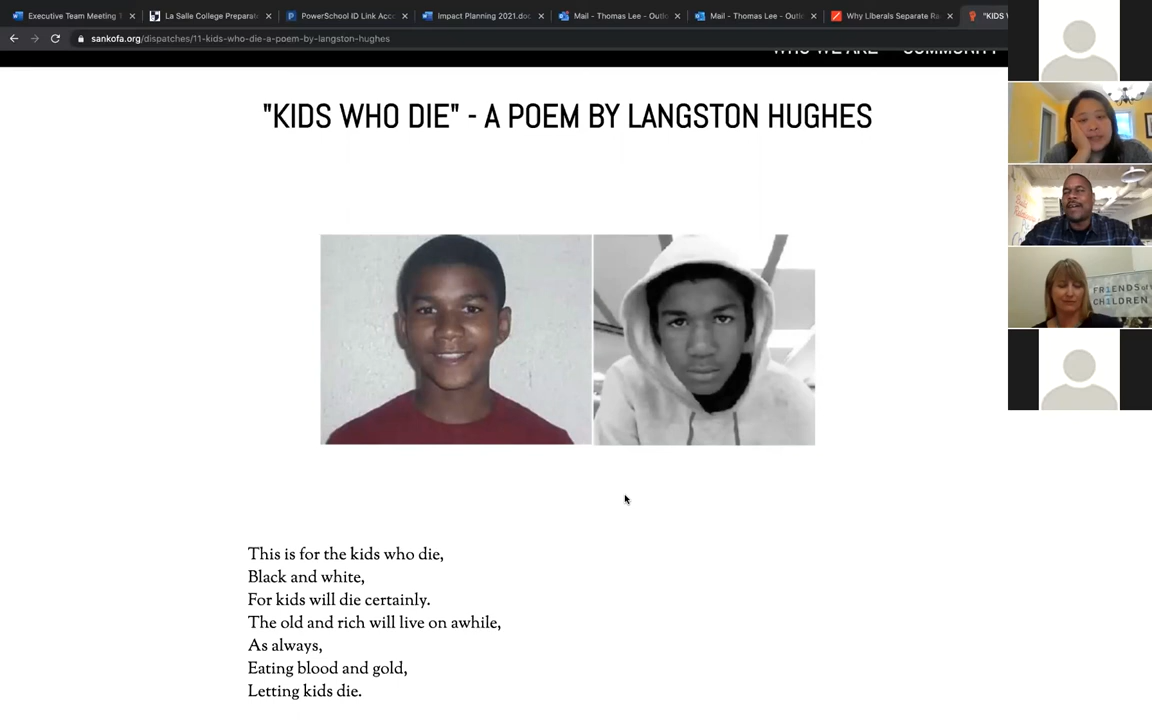 Executive Team Meeting T
La Salle College Preparat
PowerSchool ID Link Acc
Impact Planning 2021.doc
Mail - Thomas Lee - Outl
Mail - Thomas Lee - Outl
Why Liberals Separate Ra
"KIDS W
sankofa.org/dispatches/11-kids-who-die-a-poem-by-langston-hughes
WHO WE ARE COMMUNITY
"KIDS WHO DIE" - A POEM BY LANGSTON HUGHES
FR1ENDS of
CH1LDREN
This is for the kids who die,
Black and white,
For kids will die certainly.
The old and rich will live on awhile,
As always,
Eating blood and gold,
Letting kids die.